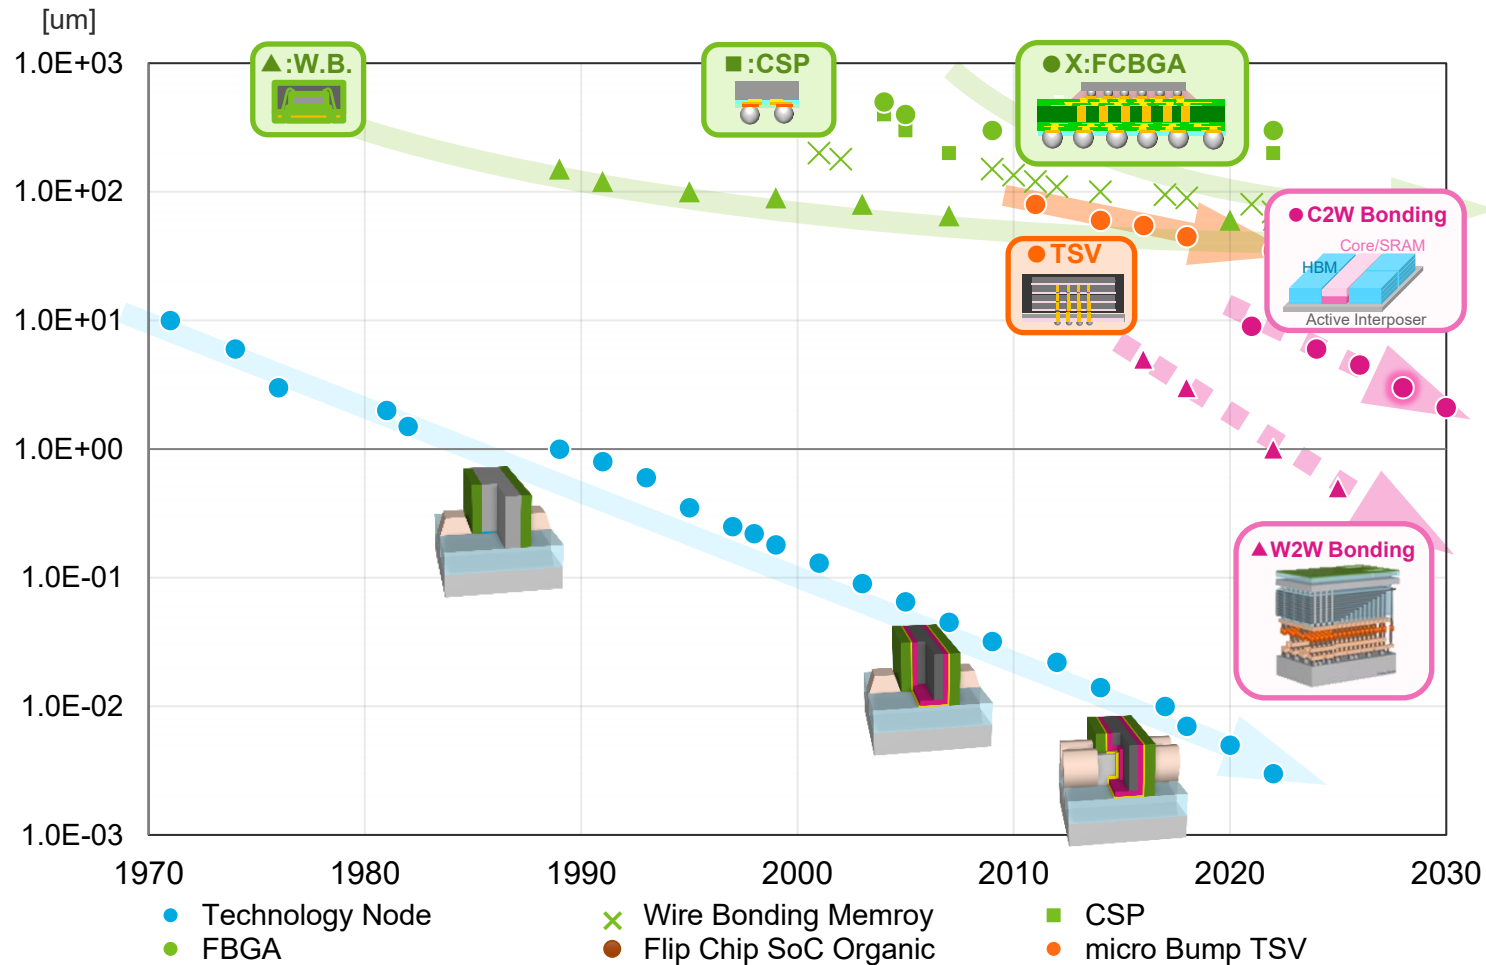 [um]
1.0E+03
1.0E+02
1.0E+01
1.0E+00
1.0E-01
1.0E-02
1.0E-03
▲:W.B.
■:CSP
●X:FCBGA
●TSV
●C2W Bonding
Core/SRAM
HBM
Active Interposer
▲W2W Bonding
1970 1980 1990 2000 2010 2020 2030
Technology Node
Wire Bonding Memroy
CSP
FBGA
Flip Chip SoC Organic
micro Bump TSV